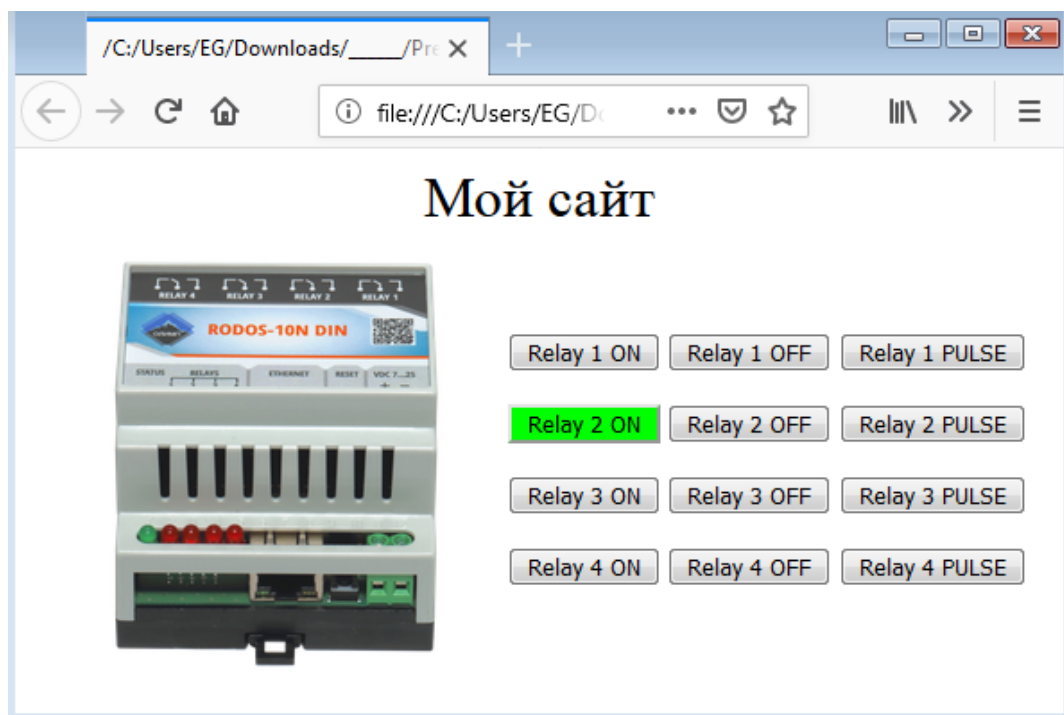 /C:/Users/EG/Downloads/_____/Pre
file:///C:/Users/EG/Do
Мой сайт
RELAY 4 RELAY 3 RELAY 2 RELAY 1
RODOS-10N DIN
STATUS RELAYS ETHERNET RESET VDC 7...25
+ −
Relay 1 ON Relay 1 OFF Relay 1 PULSE
Relay 2 ON Relay 2 OFF Relay 2 PULSE
Relay 3 ON Relay 3 OFF Relay 3 PULSE
Relay 4 ON Relay 4 OFF Relay 4 PULSE